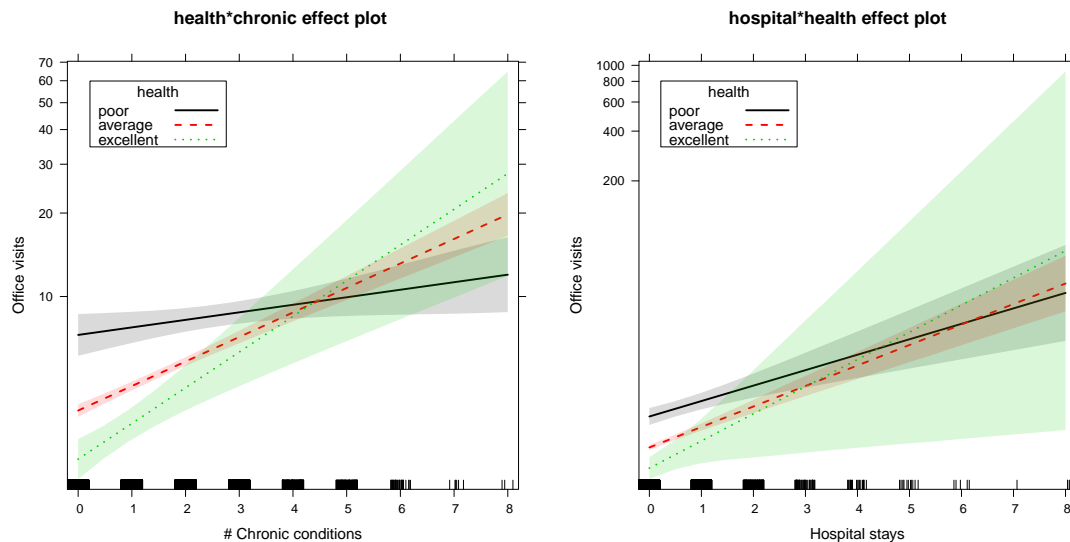 health*chronic effect plot
# Chronic conditions
Office visits
10
20
30
40
50
60
70
0 1 2 3 4 5 6 7 8
health
poor
average
excellent
hospital*health effect plot
Hospital stays
Office visits
200
400
600
800
1000
0 1 2 3 4 5 6 7 8
health
poor
average
excellent